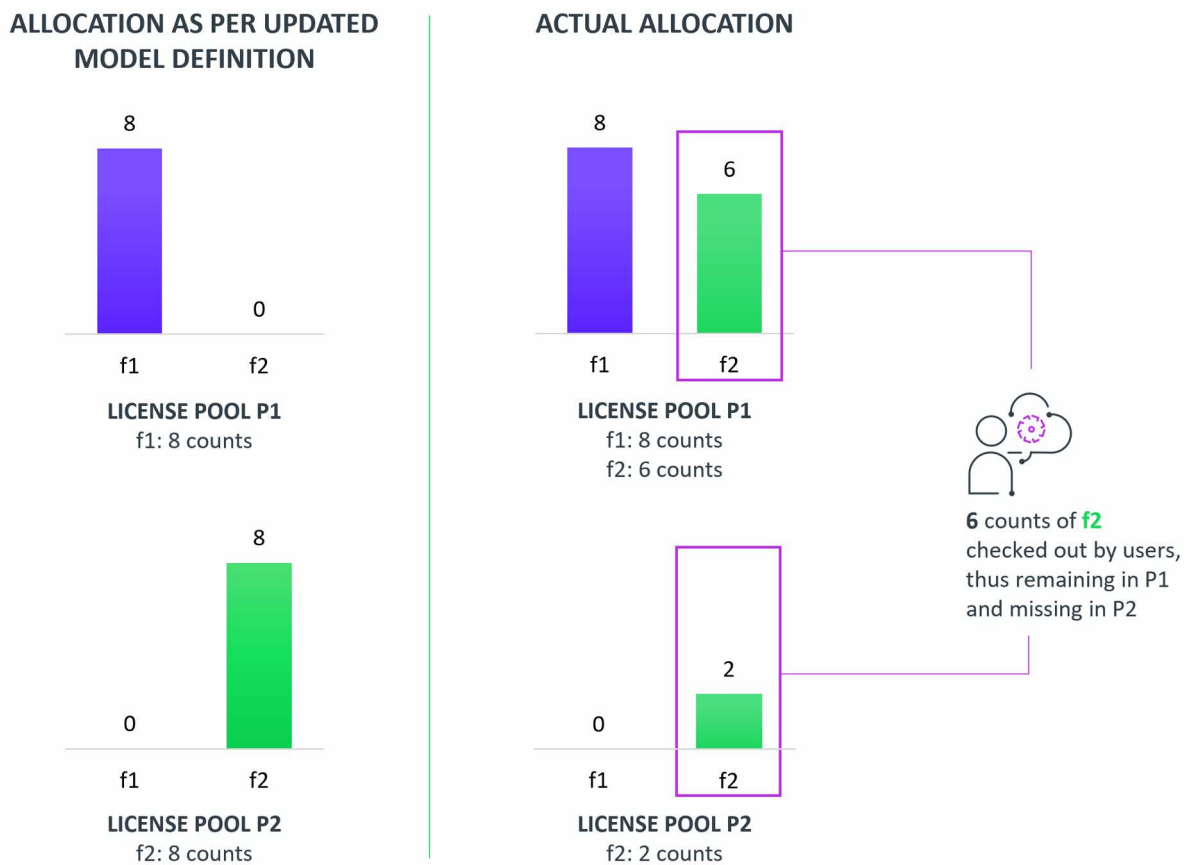 ALLOCATION AS PER UPDATED
MODEL DEFINITION
8
0
f1
f2
LICENSE POOL P1
f1: 8 counts
8
0
f1
f2
LICENSE POOL P2
f2: 8 counts
ACTUAL ALLOCATION
8
6
f1
f2
LICENSE POOL P1
f1: 8 counts
f2: 6 counts
2
0
f1
f2
LICENSE POOL P2
f2: 2 counts
6 counts of f2
checked out by users,
thus remaining in P1
and missing in P2